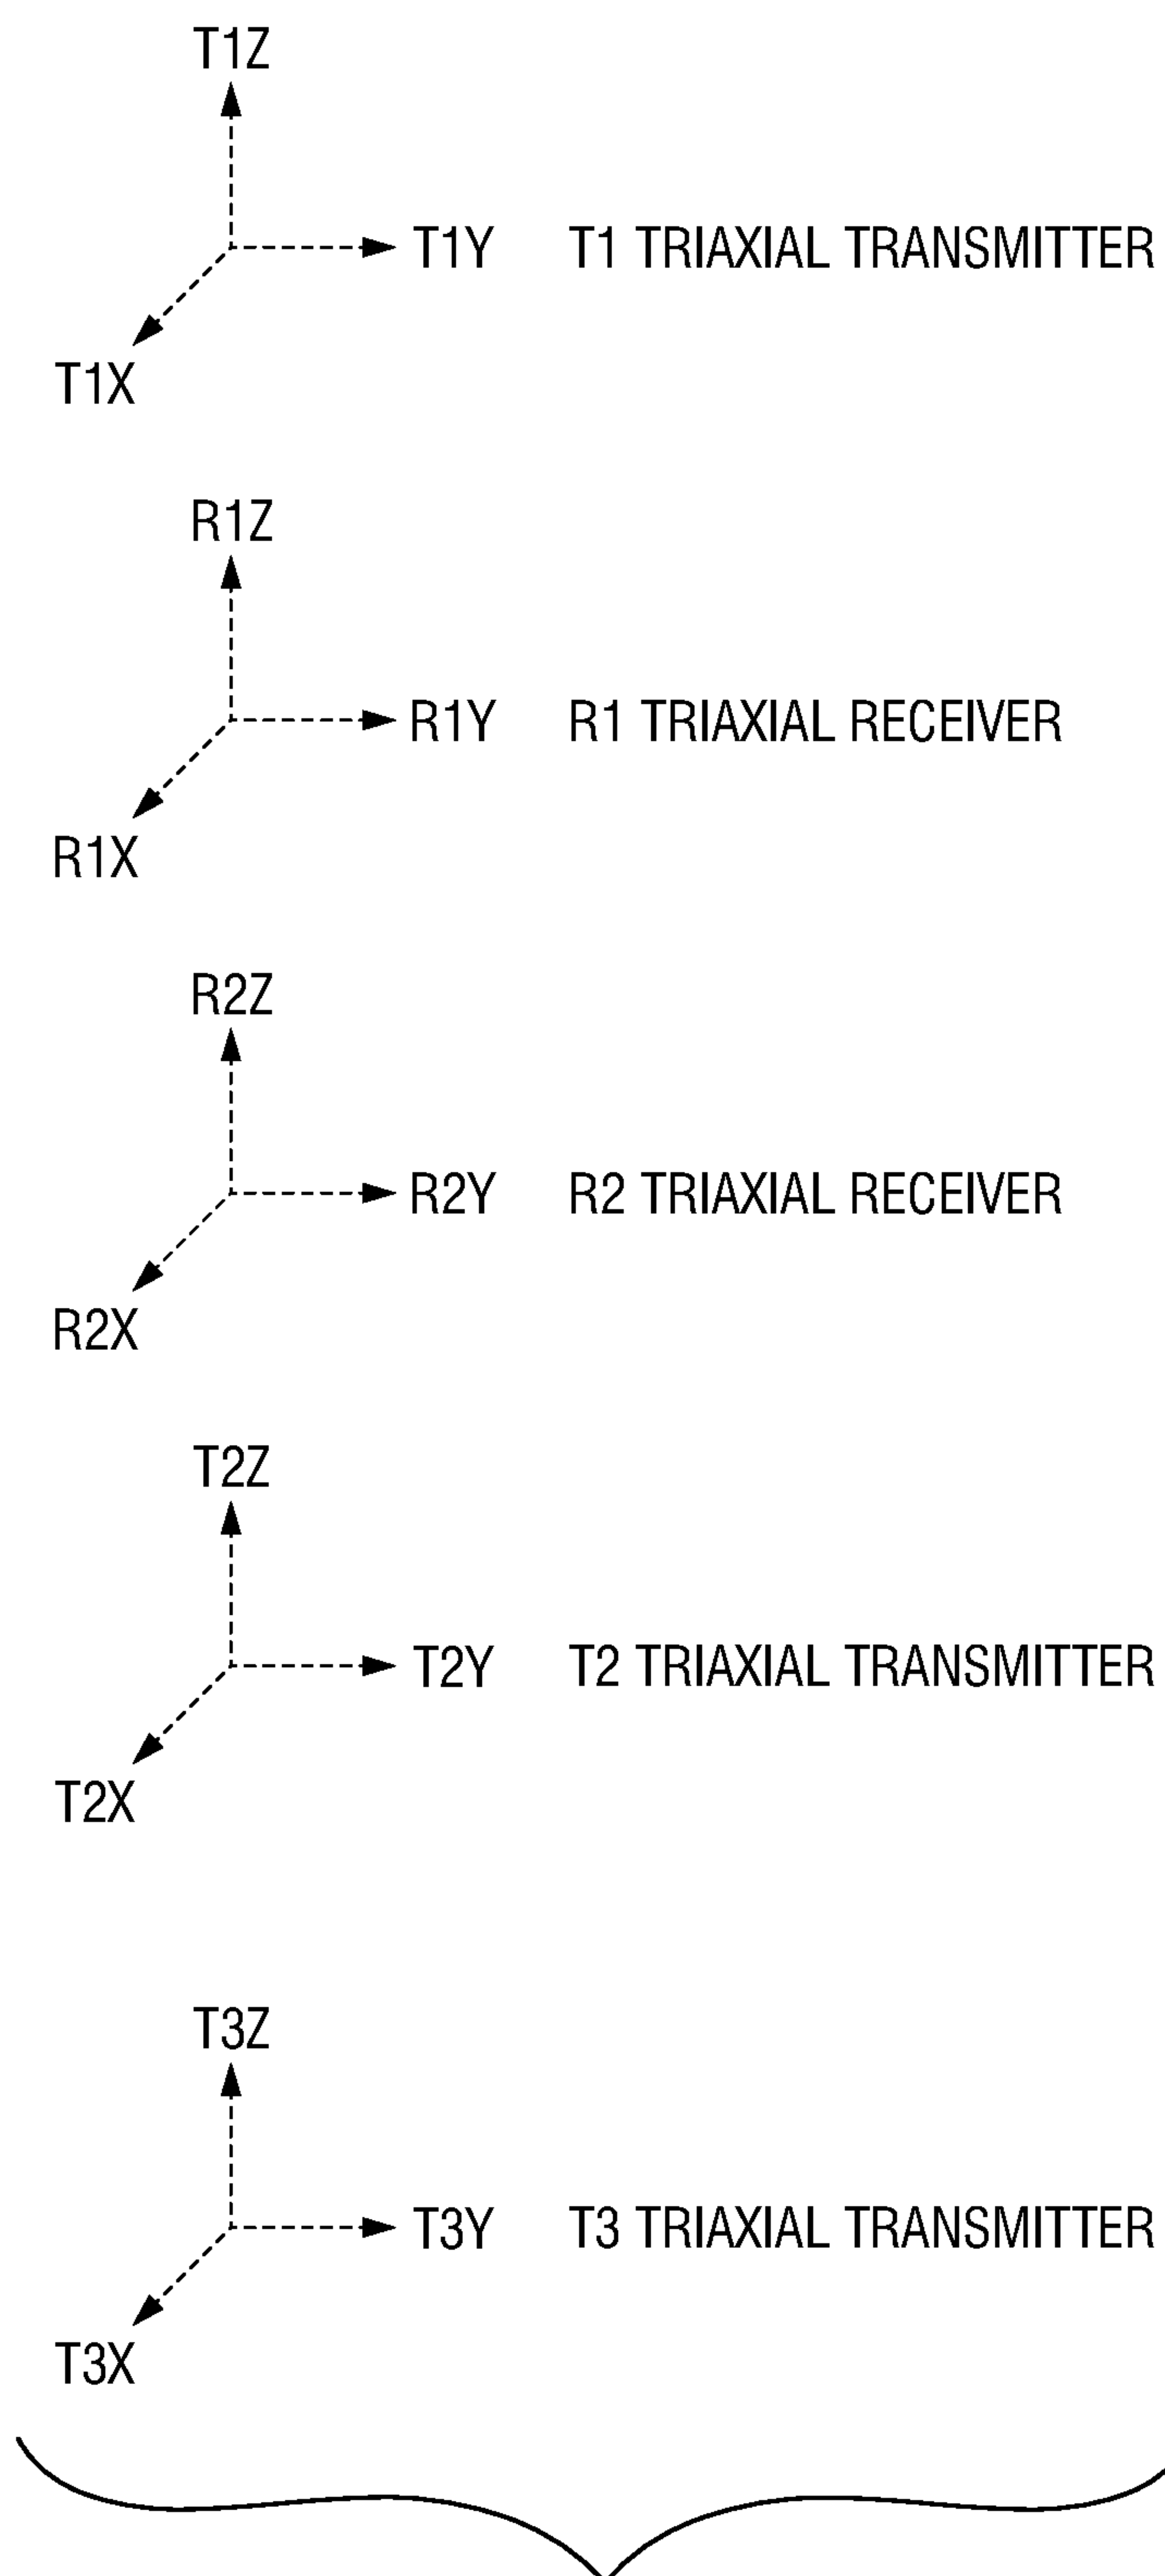 T1Z
T1Y T1 TRIAXIAL TRANSMITTER
T1X
R1Z
R1Y R1 TRIAXIAL RECEIVER
R1X
R2Z
R2Y R2 TRIAXIAL RECEIVER
R2X
T2Z
T2Y T2 TRIAXIAL TRANSMITTER
T2X
T3Z
T3Y T3 TRIAXIAL TRANSMITTER
T3X